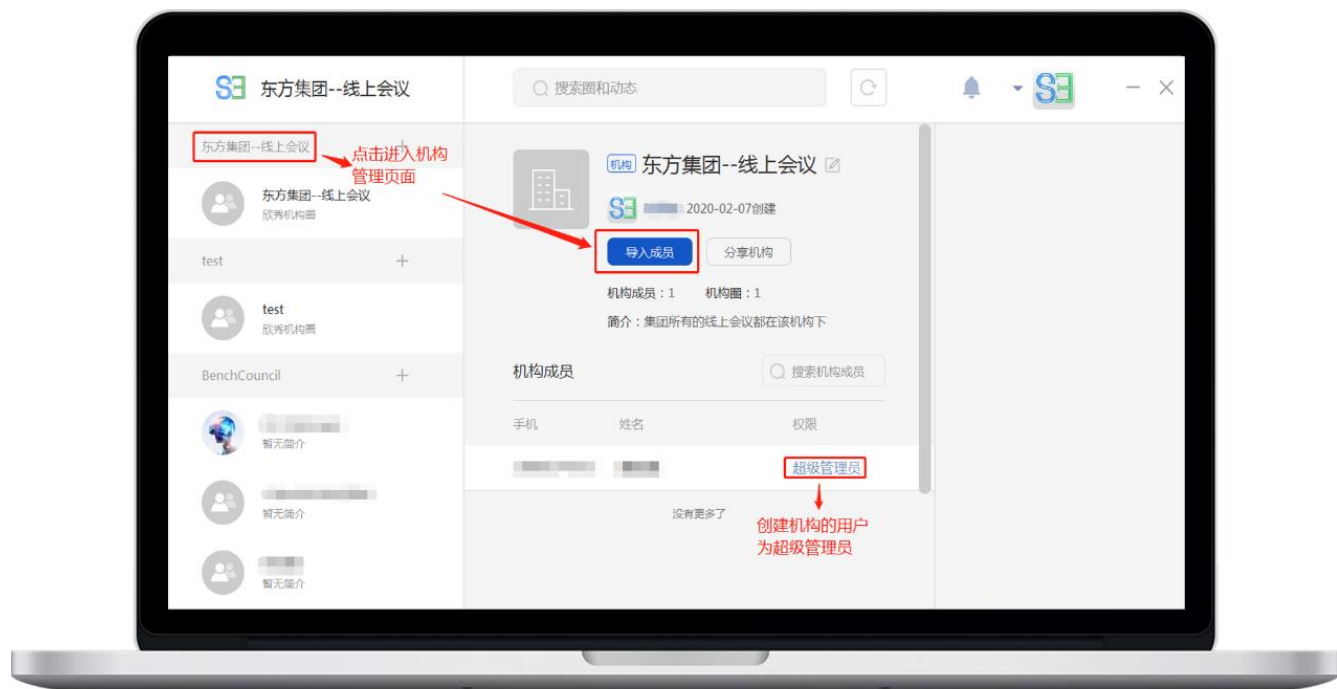 东方集团--线上会议
搜索圈和动态
东方集团--线上会议
点击进入机构
管理页面
东方集团--线上会议
欣秀机构圈
test
test
欣秀机构圈
BenchCouncil
暂无简介
暂无简介
暂无简介
机构 东方集团--线上会议
2020-02-07创建
导入成员 分享机构
机构成员：1 机构圈：1
简介：集团所有的线上会议都在该机构下
机构成员 搜索机构成员
手机 姓名 权限
超级管理员
没有更多了
创建机构的用户
为超级管理员